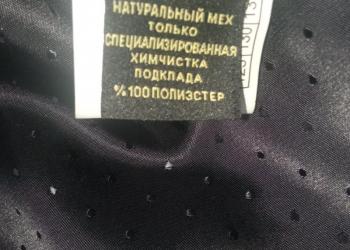 НАТУРАЛЬНЫЙ МЕХ
ТОЛЬКО
СПЕЦИАЛИЗИРОВАННАЯ
ХИМЧИСТКА
ПОДКЛАДА
%100 ПОЛИЭСТЕР